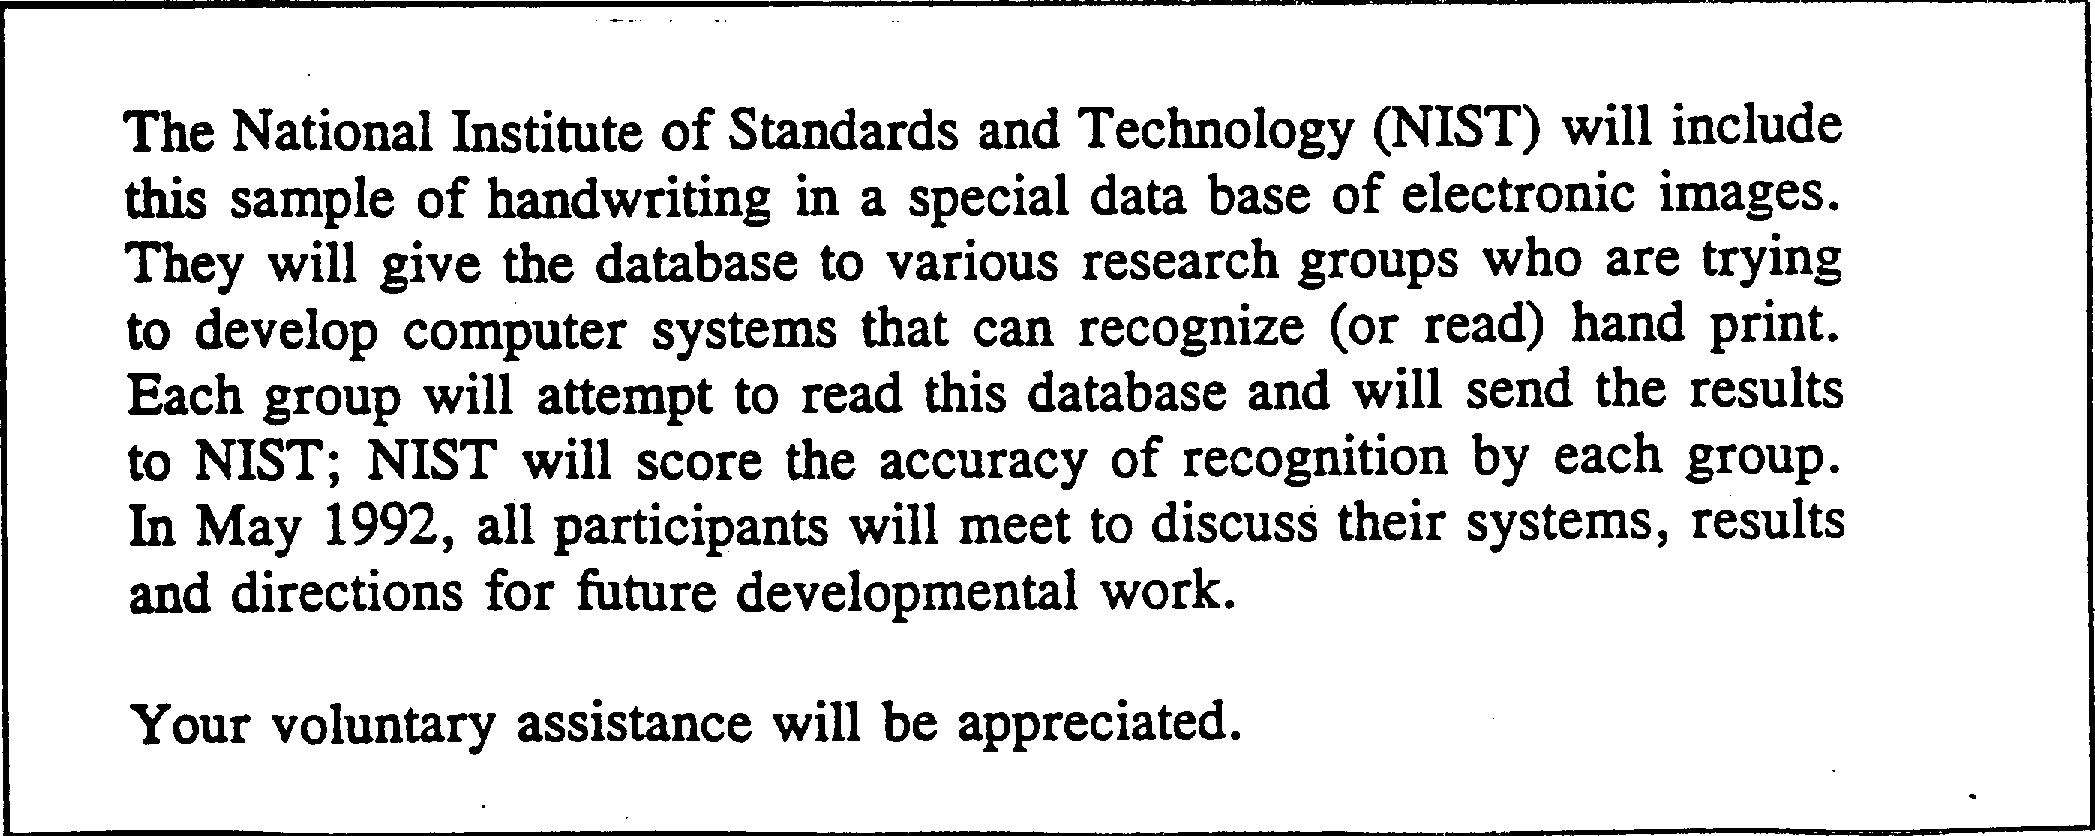 The National Institute of Standards and Technology (NIST) will include
this sample of handwriting in a special data base of electronic images.
They will give the database to various research groups who are trying
to develop computer systems that can recognize (or read) hand print.
Each group will attempt to read this database and will send the results
to NIST; NIST will score the accuracy of recognition by each group.
In May 1992, all participants will meet to discuss their systems, results
and directions for future developmental work.
Your voluntary assistance will be appreciated.